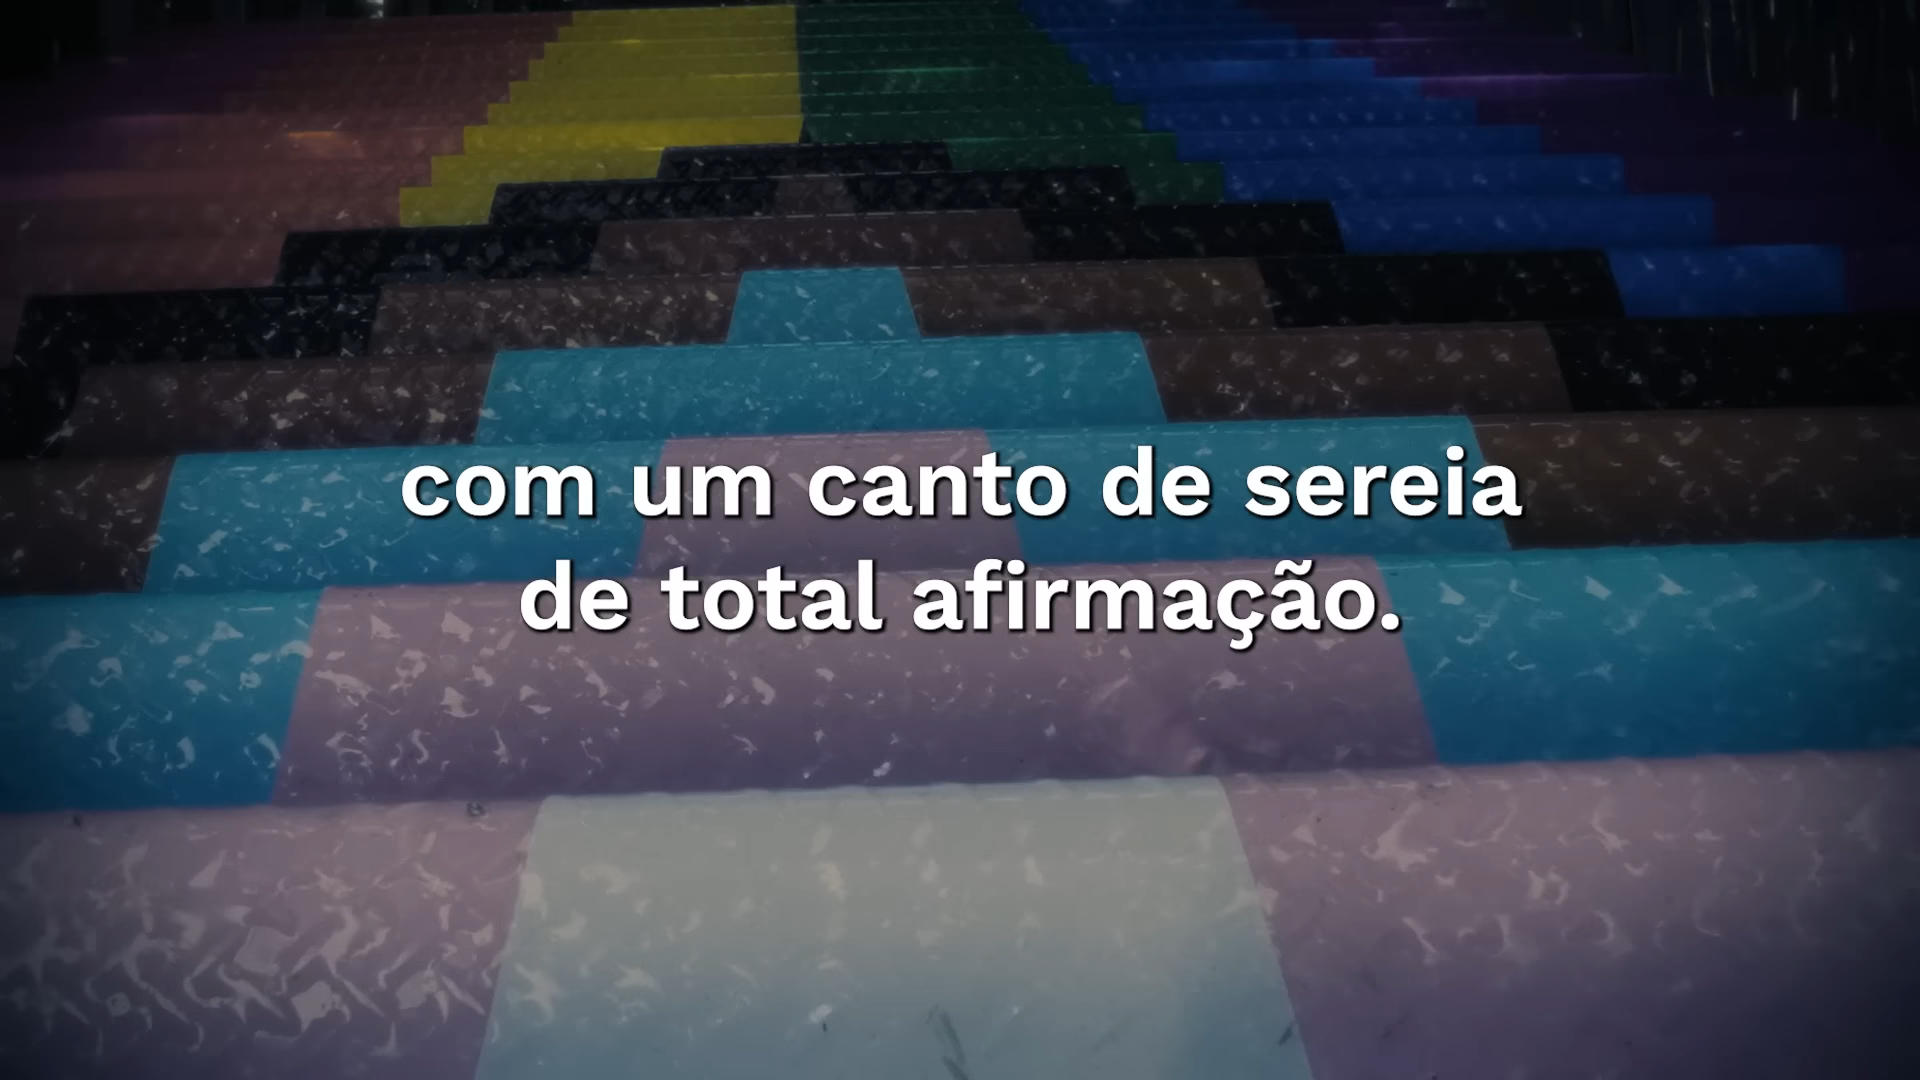 com um canto de sereia
de total afirmação.